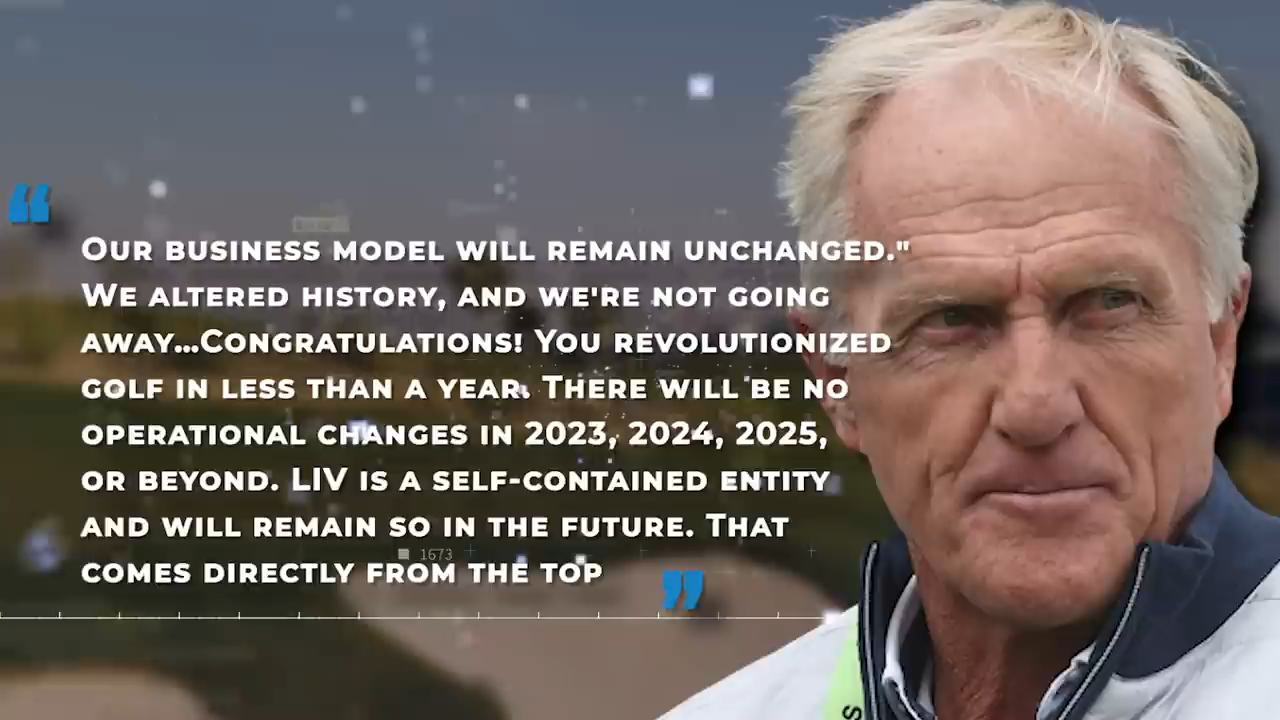 “
OUR BUSINESS MODEL WILL REMAIN UNCHANGED."
WE ALTERED HISTORY, AND WE'RE NOT GOING
AWAY...CONGRATULATIONS! YOU REVOLUTIONIZED
GOLF IN LESS THAN A YEAR. THERE WILL BE NO
OPERATIONAL CHANGES IN 2023, 2024, 2025,
OR BEYOND. LIV IS A SELF-CONTAINED ENTITY
AND WILL REMAIN SO IN THE FUTURE. THAT
1673
COMES DIRECTLY FROM THE TOP
”
S